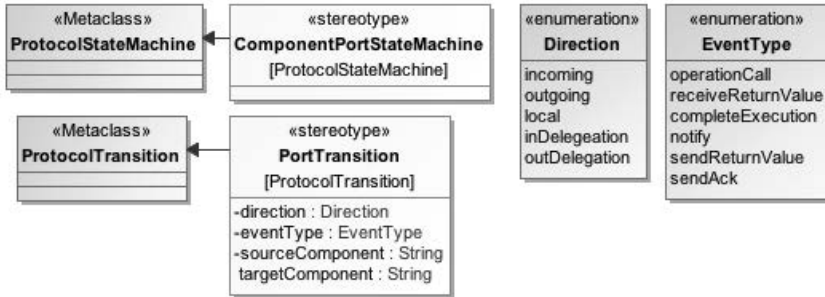 «Metaclass»
ProtocolStateMachine
«stereotype»
ComponentPortStateMachine
[ProtocolStateMachine]
«Metaclass»
ProtocolTransition
«stereotype»
PortTransition
[ProtocolTransition]
-direction : Direction
-eventType : EventType
-sourceComponent : String
targetComponent : String
«enumeration»
Direction
incoming
outgoing
local
inDelegeation
outDelegation
«enumeration»
EventType
operationCall
receiveReturnValue
completeExecution
notify
sendReturnValue
sendAck